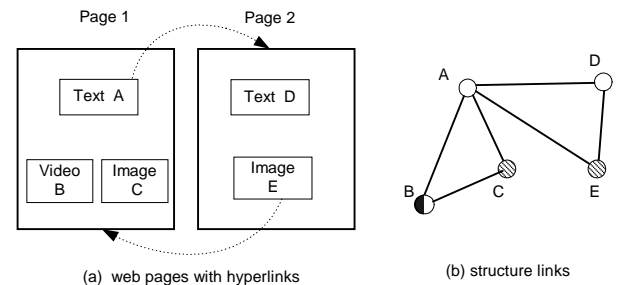 Page 1
Page 2
Text A
Text D
Video
B
Image
C
Image
E
(a) web pages with hyperlinks
A
D
B
C
E
(b) structure links